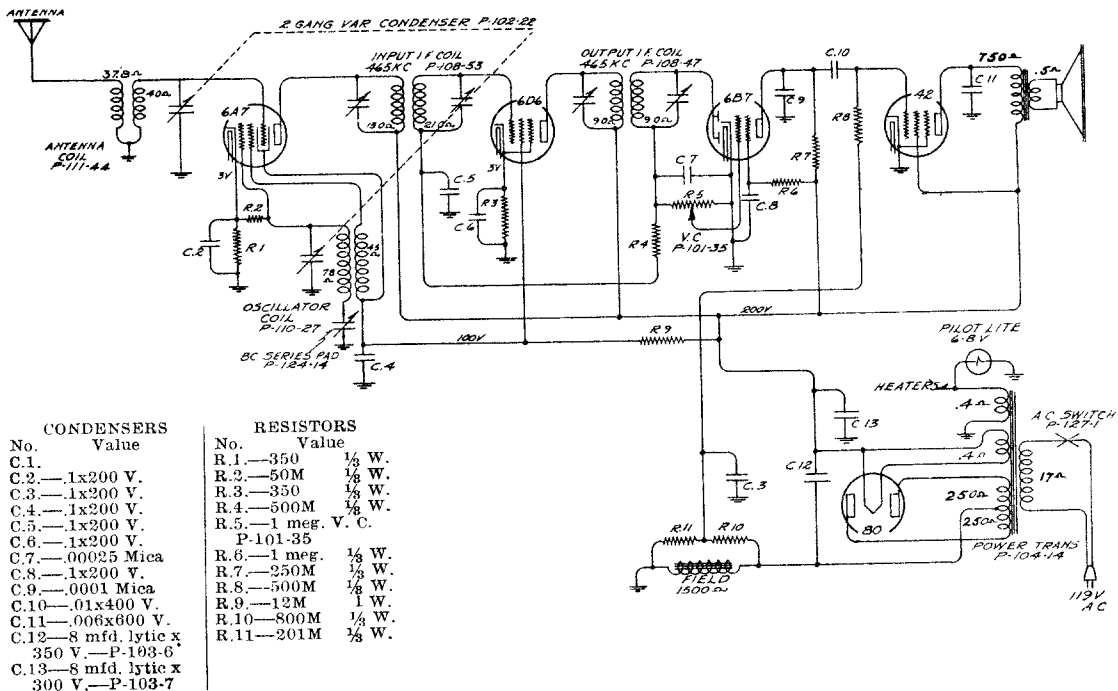 ANTENNA
2 GANG VAR CONDENSER P-102-22
37.8Ω
40Ω
ANTENNA
COIL
P-111-44
6A7
3V
R2
C.2
R1
78
Ω
45
Ω
OSCILLATOR
COIL
P-110-27
BC SERIES PAD
P-124-14
C.4
INPUT I F COIL
465 KC P-108-53
130Ω
210Ω
C.5
6D6
3V
R3
C.6
OUTPUT I F COIL
465 KC P-108-47
9.0Ω
9.0Ω
R4
C.7
R5
V.C
P-101-35
6B7
C.8
C.9
C.10
R6
R7
R8
42
C.11
750Ω
.5Ω
100V
R9
200V
PILOT LITE
6-8V
HEATERS
.4Ω
.4Ω
AC SWITCH
P-127-1
17Ω
C 13
C.12
C.3
R11
R10
FIELD
1500Ω
80
250Ω
250Ω
POWER TRANS
P-104-14
119V
AC
CONDENSERS
No. Value
C.1.
C.2—.1x200 V.
C.3—.1x200 V.
C.4—.1x200 V.
C.5—.1x200 V.
C.6—.1x200 V.
C.7—.00025 Mica
C.8—.1x200 V.
C.9—.0001 Mica
C.10—.01x400 V.
C.11—.006x600 V.
C.12—8 mfd. lytic x
350 V.—P-103-6
C.13—8 mfd. lytic x
300 V.—P-103-7
RESISTORS
No. Value
R.1.—350 ⅓ W.
R.2.—50M ⅓ W.
R.3.—350 ⅓ W.
R.4.—500M ⅓ W.
R.5.—1 meg. V. C.
P-101-35
R.6—1 meg. ⅓ W.
R.7—250M ⅓ W.
R.8.—500M ⅓ W.
R.9.—12M 1 W.
R.10—800M ⅓ W.
R.11—201M ⅓ W.